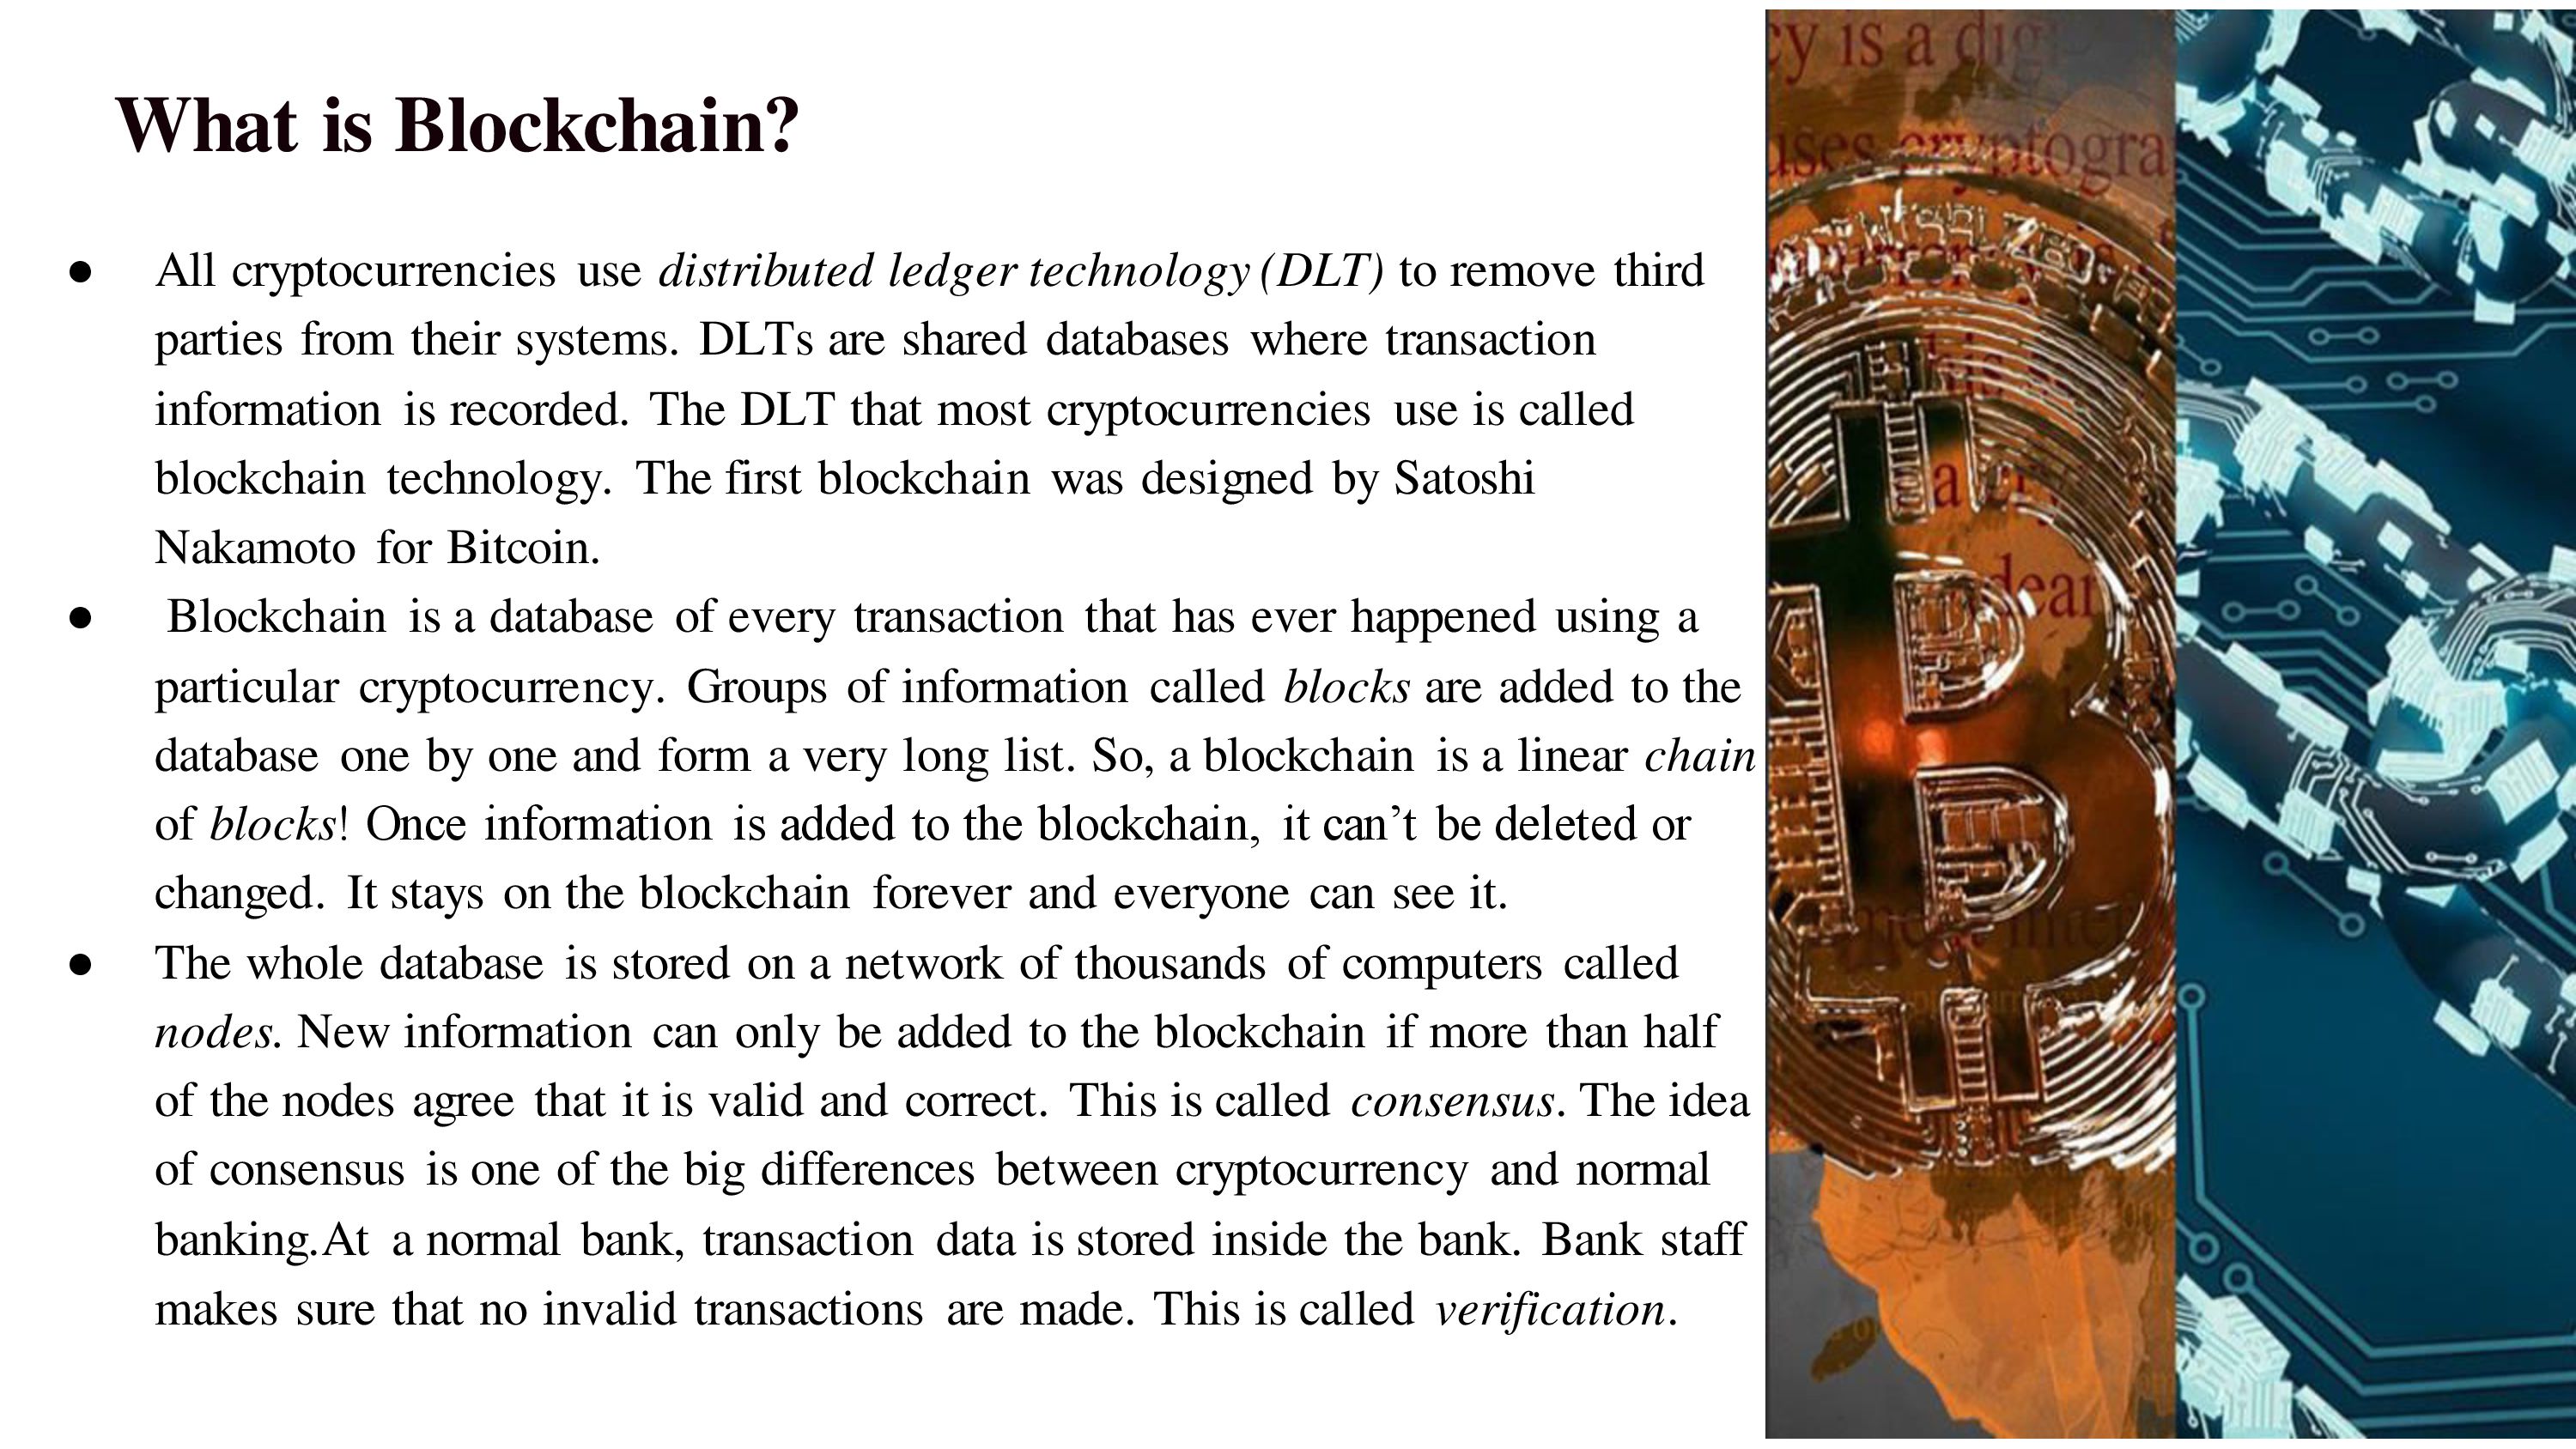 What is Blockchain?
● All cryptocurrencies use distributed ledger technology (DLT) to remove third
parties from their systems. DLTs are shared databases where transaction
information is recorded. The DLT that most cryptocurrencies use is called
blockchain technology. The first blockchain was designed by Satoshi
Nakamoto for Bitcoin.
● Blockchain is a database of every transaction that has ever happened using a
particular cryptocurrency. Groups of information called blocks are added to the
database one by one and form a very long list. So, a blockchain is a linear chain
of blocks! Once information is added to the blockchain, it can’t be deleted or
changed. It stays on the blockchain forever and everyone can see it.
● The whole database is stored on a network of thousands of computers called
nodes. New information can only be added to the blockchain if more than half
of the nodes agree that it is valid and correct. This is called consensus. The idea
of consensus is one of the big differences between cryptocurrency and normal
banking.At a normal bank, transaction data is stored inside the bank. Bank staff
makes sure that no invalid transactions are made. This is called verification.
cy is a dig
uses cryptogra